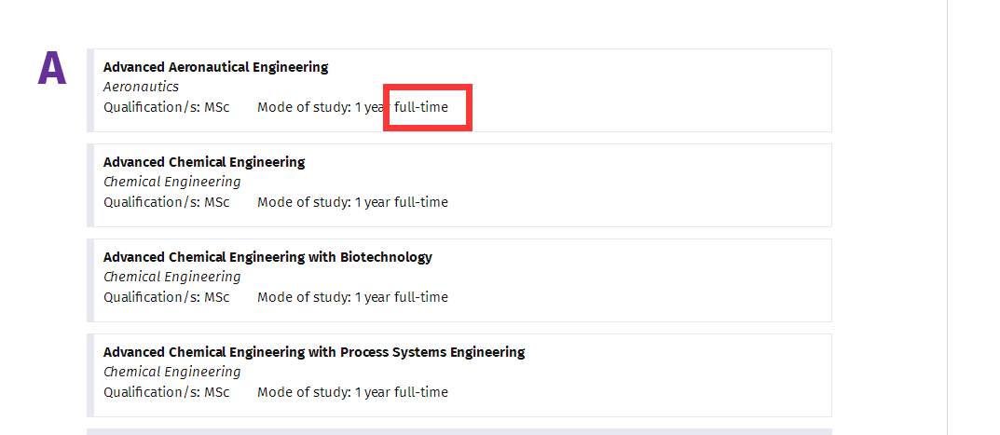 A
Advanced Aeronautical Engineering
Aeronautics
Qualification/s: MSc Mode of study: 1 year full-time
Advanced Chemical Engineering
Chemical Engineering
Qualification/s: MSc Mode of study: 1 year full-time
Advanced Chemical Engineering with Biotechnology
Chemical Engineering
Qualification/s: MSc Mode of study: 1 year full-time
Advanced Chemical Engineering with Process Systems Engineering
Chemical Engineering
Qualification/s: MSc Mode of study: 1 year full-time